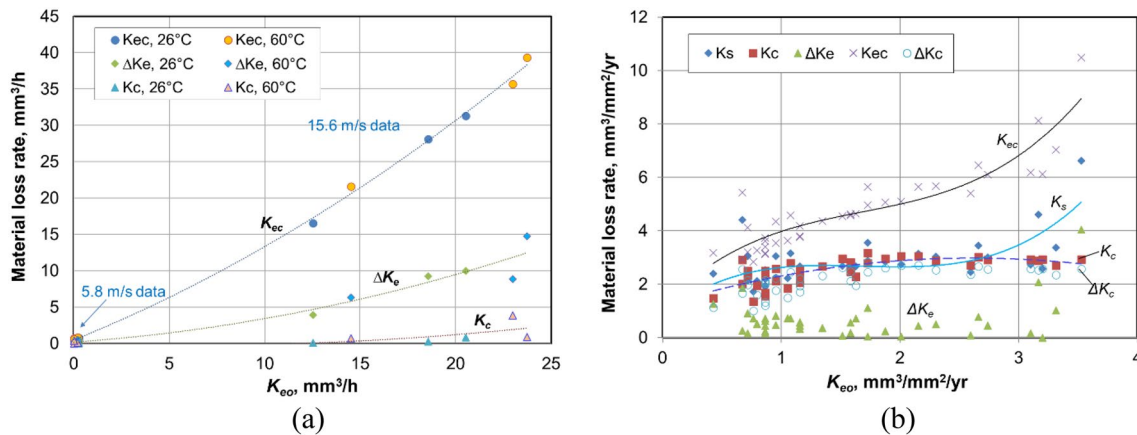 (a)
Material loss rate, mm³/h
45
40
35
30
25
20
15
10
5
0
Kec, 26°C
Kec, 60°C
ΔKe, 26°C
ΔKe, 60°C
Kc, 26°C
Kc, 60°C
15.6 m/s data
5.8 m/s data
Kec
ΔKe
Kc
0 5 10 15 20 25
Keo, mm³/h
(a)
(b)
Material loss rate, mm³/mm²/yr
12
10
8
6
4
2
0
Ks Kc ΔKe Kec ΔKc
Kec
Ks
Kc
ΔKc
ΔKe
0 1 2 3 4
Keo, mm³/mm²/yr
(b)